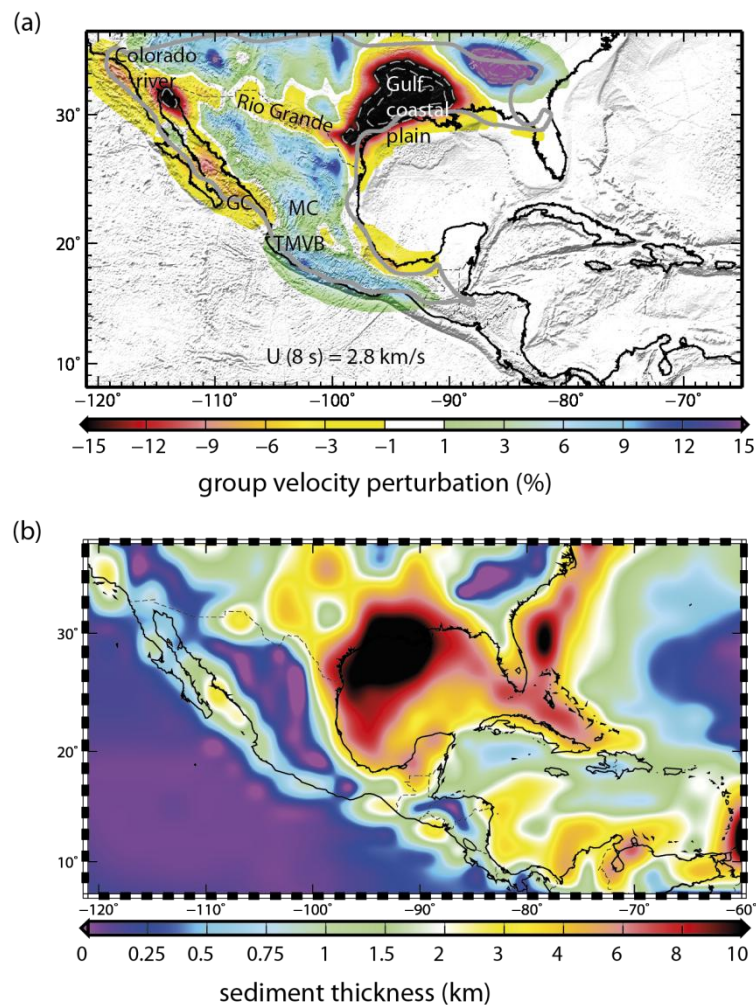 (a)
Colorado
river
30°
Rio Grande
Gulf
coastal
plain
GC
MC
20°
TMVB
U (8 s) = 2.8 km/s
10°
−120° −110° −100° −90° −80° −70°
−15 −12 −9 −6 −3 −1 1 3 6 9 12 15
group velocity perturbation (%)
(b)
30°
20°
10°
−120° −110° −100° −90° −80° −70° −60°
0 0.25 0.5 0.75 1 1.5 2 3 4 6 8 10
sediment thickness (km)